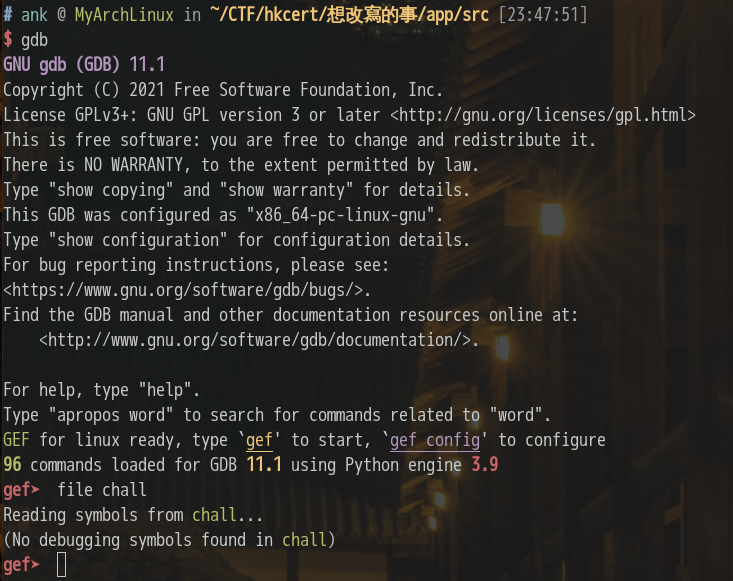 # ank @ MyArchLinux in ~/CTF/hkcert/想改寫的事/app/src [23:47:51]
$ gdb
GNU gdb (GDB) 11.1
Copyright (C) 2021 Free Software Foundation, Inc.
License GPLv3+: GNU GPL version 3 or later <http://gnu.org/licenses/gpl.html>
This is free software: you are free to change and redistribute it.
There is NO WARRANTY, to the extent permitted by law.
Type "show copying" and "show warranty" for details.
This GDB was configured as "x86_64-pc-linux-gnu".
Type "show configuration" for configuration details.
For bug reporting instructions, please see:
<https://www.gnu.org/software/gdb/bugs/>.
Find the GDB manual and other documentation resources online at:
    <http://www.gnu.org/software/gdb/documentation/>.
For help, type "help".
Type "apropos word" to search for commands related to "word".
GEF for linux ready, type `gef' to start, `gef config' to configure
96 commands loaded for GDB 11.1 using Python engine 3.9
gef➤  file chall
Reading symbols from chall...
(No debugging symbols found in chall)
gef➤